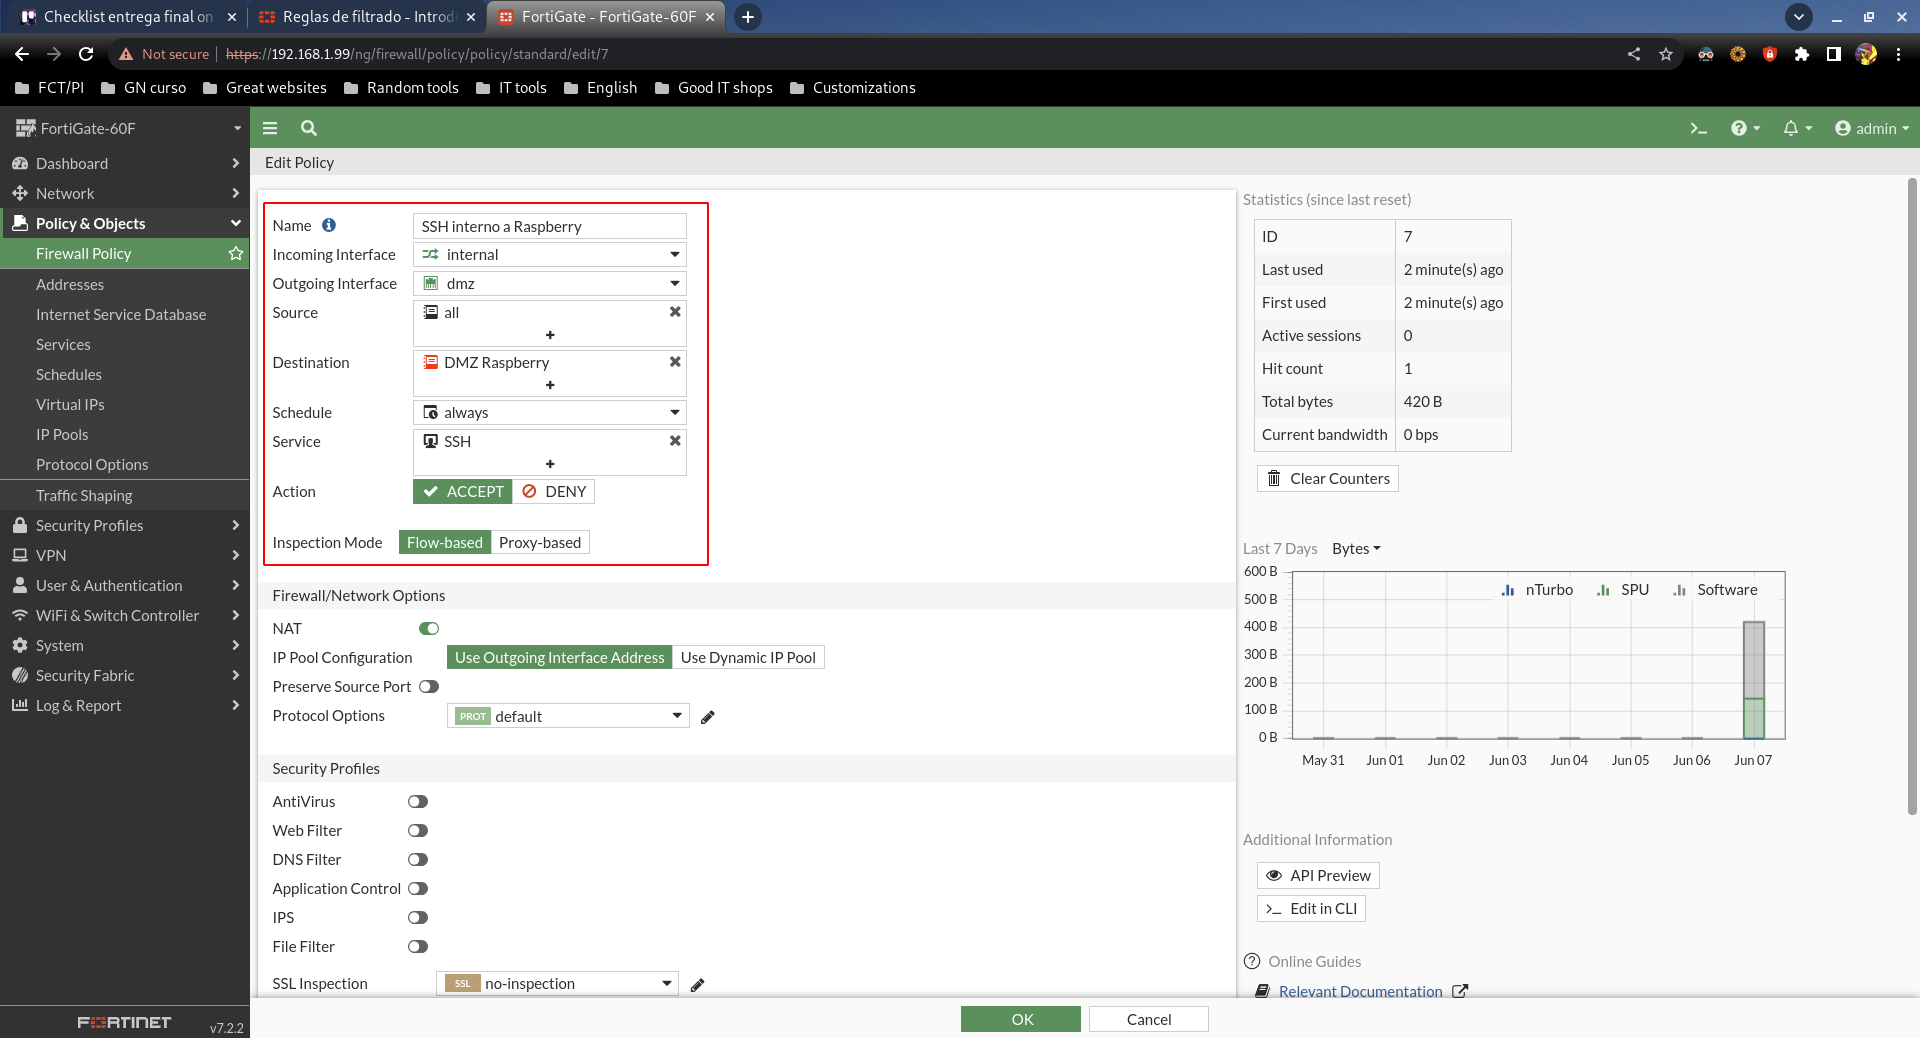 Checklist entrega final on
Reglas de filtrado - Introdu
FortiGate - FortiGate-60F
Not secure
https://192.168.1.99/ng/firewall/policy/policy/standard/edit/7
FCT/PI
GN curso
Great websites
Random tools
IT tools
English
Good IT shops
Customizations
FortiGate-60F
admin
Dashboard
Network
Policy & Objects
Firewall Policy
Addresses
Internet Service Database
Services
Schedules
Virtual IPs
IP Pools
Protocol Options
Traffic Shaping
Security Profiles
VPN
User & Authentication
WiFi & Switch Controller
System
Security Fabric
Log & Report
FORTINET
v7.2.2
Edit Policy
Name SSH interno a Raspberry
Incoming Interface internal
Outgoing Interface dmz
Source all
Destination DMZ Raspberry
Schedule always
Service SSH
Action ACCEPT DENY
Inspection Mode Flow-based Proxy-based
Firewall/Network Options
NAT
IP Pool Configuration Use Outgoing Interface Address Use Dynamic IP Pool
Preserve Source Port
Protocol Options PROT default
Security Profiles
AntiVirus
Web Filter
DNS Filter
Application Control
IPS
File Filter
SSL Inspection SSL no-inspection
OK Cancel
Statistics (since last reset)
ID 7
Last used 2 minute(s) ago
First used 2 minute(s) ago
Active sessions 0
Hit count 1
Total bytes 420 B
Current bandwidth 0 bps
Clear Counters
Last 7 Days Bytes
nTurbo SPU Software
600 B
500 B
400 B
300 B
200 B
100 B
0 B
May 31 Jun 01 Jun 02 Jun 03 Jun 04 Jun 05 Jun 06 Jun 07
Additional Information
API Preview
Edit in CLI
Online Guides
Relevant Documentation